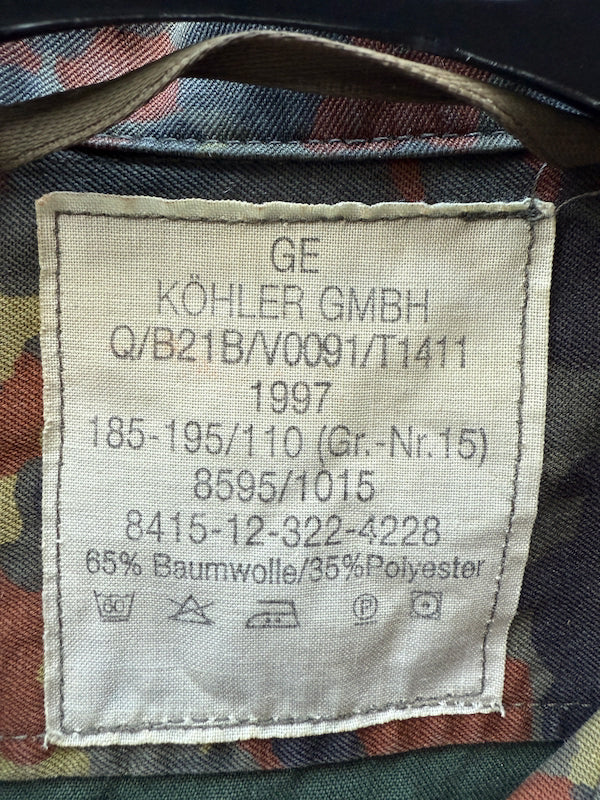 GE
KÖHLER GMBH
Q/B21B/V0091/T1411
1997
185-195/110 (Gr.-Nr.15)
8595/1015
8415-12-322-4228
65% Baumwolle/35%Polyester
60 P